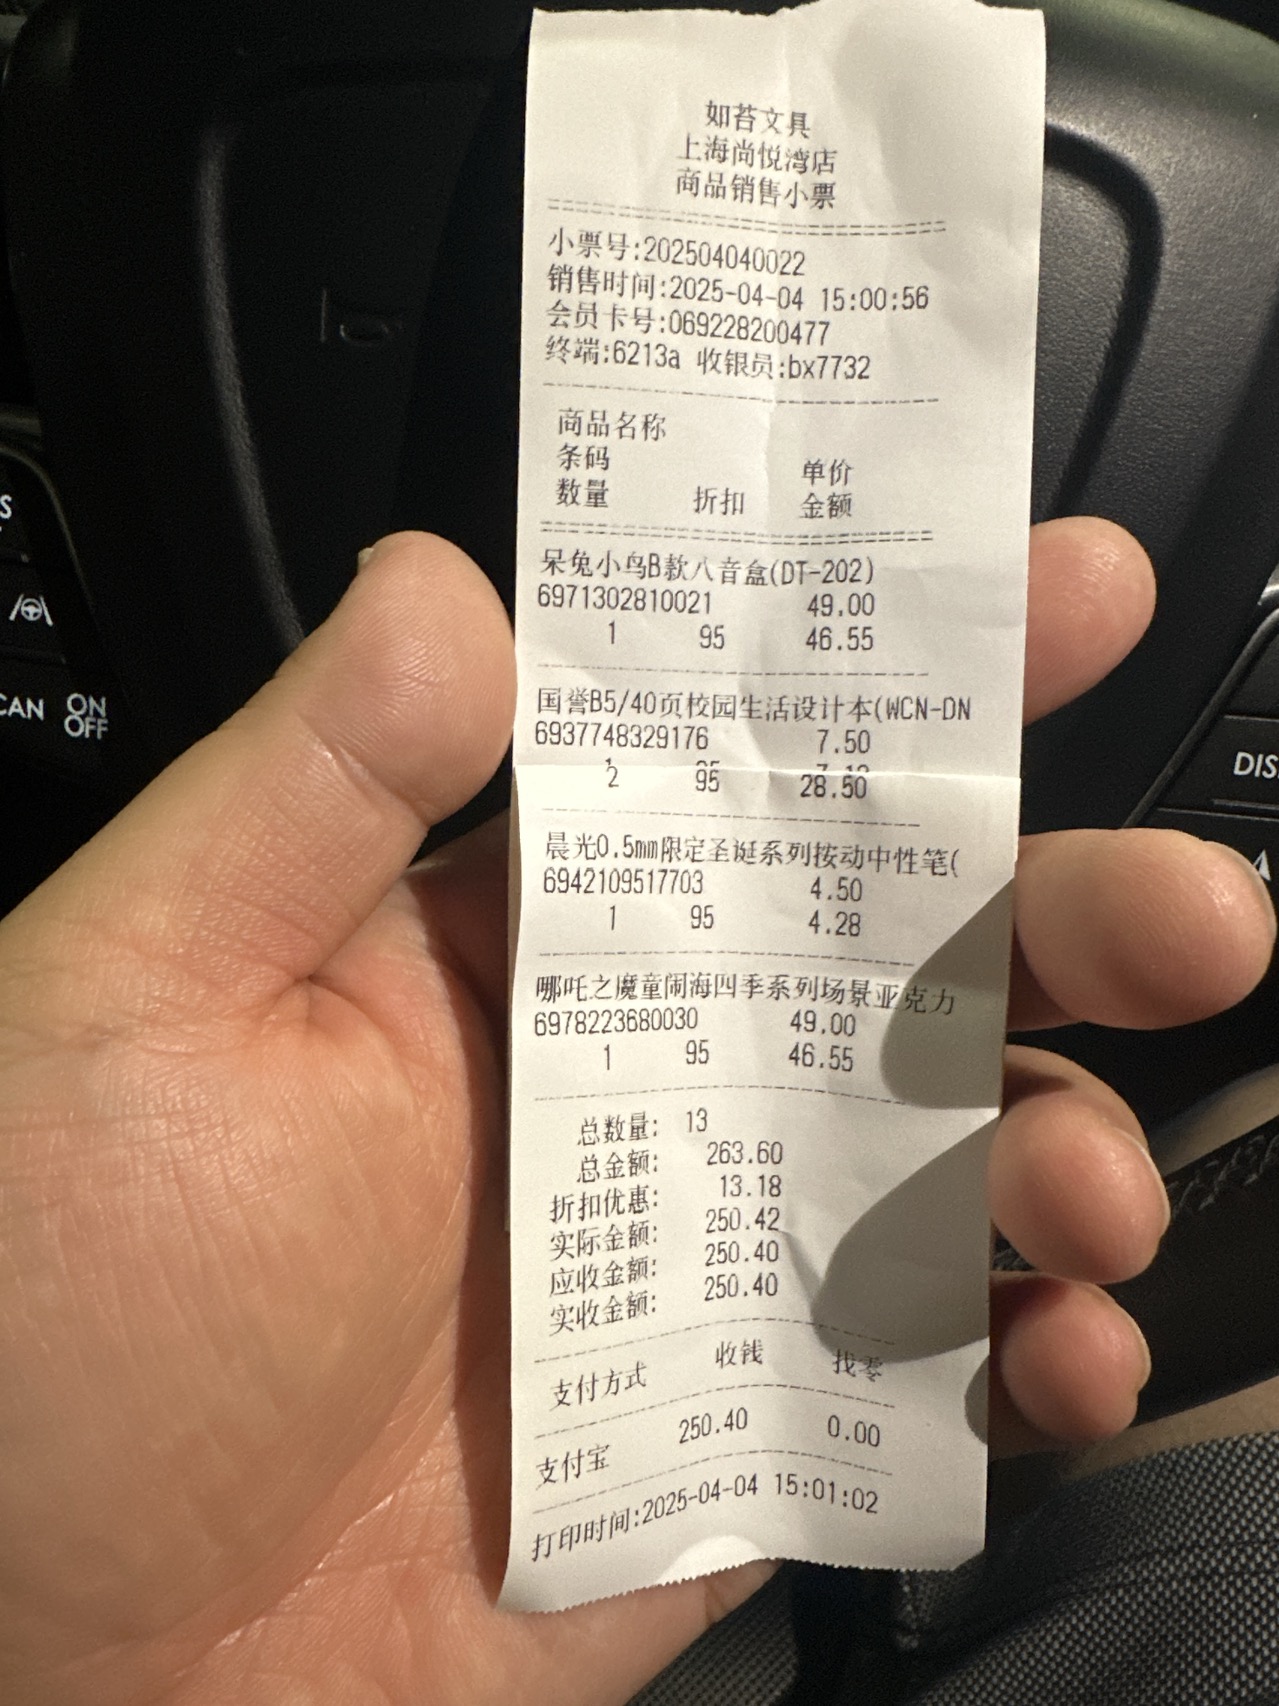 如苔文具
上海尚悦湾店
商品销售小票
小票号:202504040022
销售时间:2025-04-04 15:00:56
会员卡号:069228200477
终端:6213a 收银员:bx7732
商品名称
条码 单价
数量 折扣 金额
呆兔小鸟B款八音盒(DT-202)
6971302810021 49.00
1 95 46.55
国誉B5/40页校园生活设计本(WCN-DN
6937748329176 7.50
2 95 28.50
晨光0.5mm限定圣诞系列按动中性笔(
6942109517703 4.50
1 95 4.28
哪吒之魔童闹海四季系列场景亚克力
6978223680030 49.00
1 95 46.55
总数量: 13
总金额: 263.60
折扣优惠: 13.18
实际金额: 250.42
应收金额: 250.40
实收金额: 250.40
支付方式 收钱 找零
支付宝 250.40 0.00
打印时间:2025-04-04 15:01:02
CAN
ON
OFF